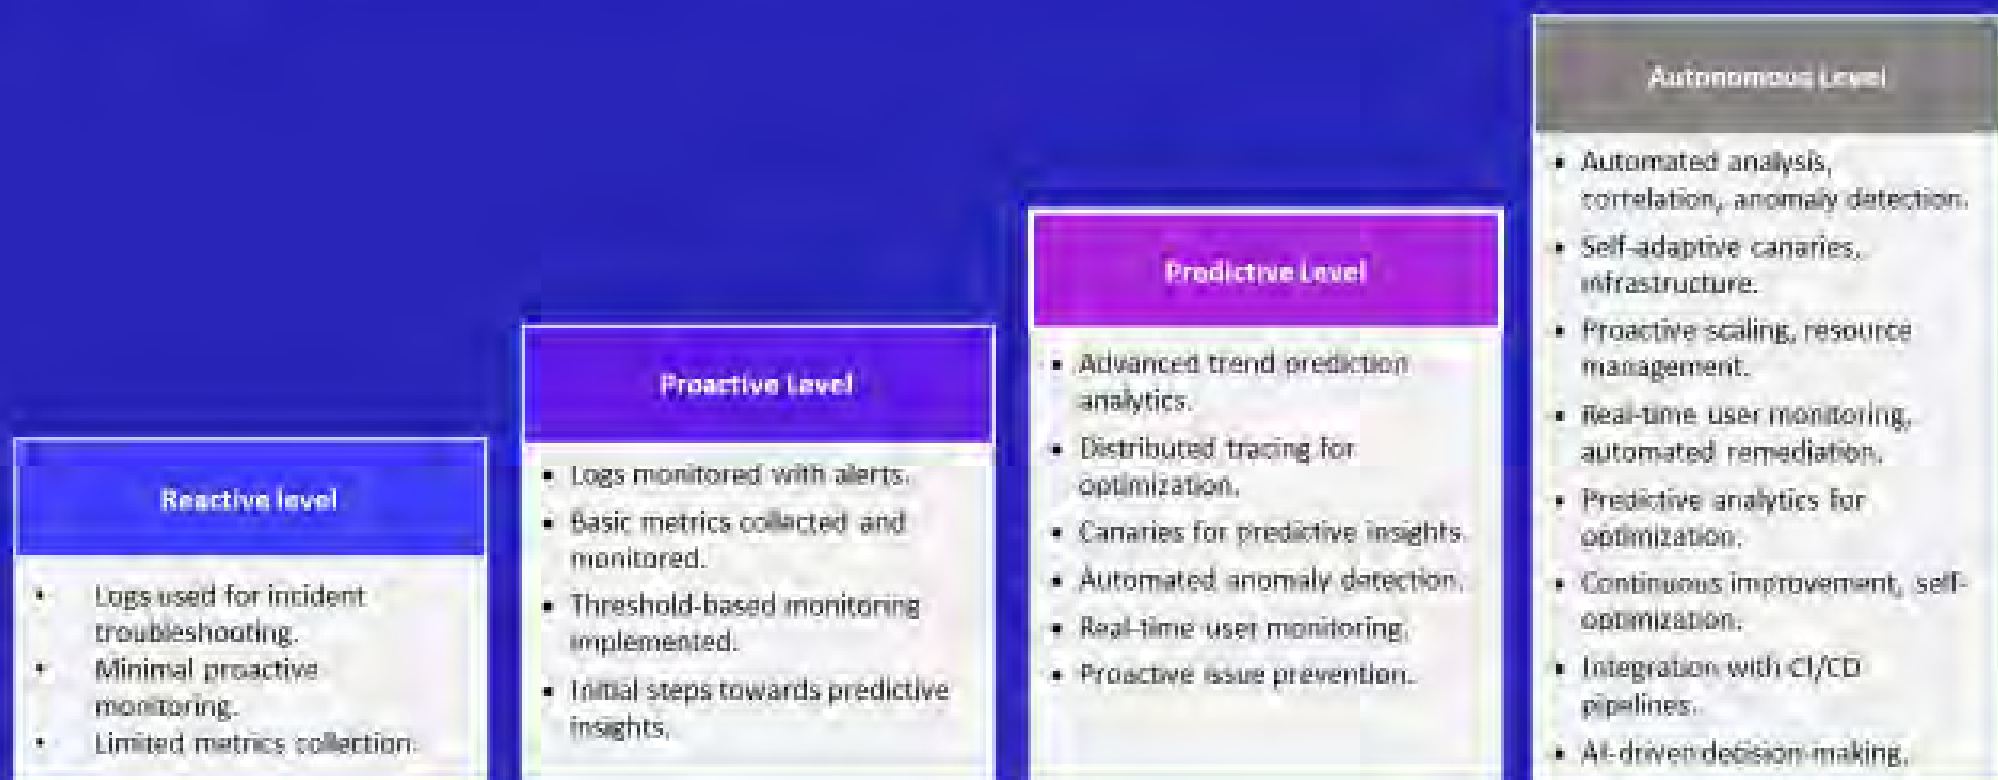 Reactive level
• Logs used for incident
troubleshooting.
• Minimal proactive
monitoring.
• Limited metrics collection.
Proactive Level
• Logs monitored with alerts.
• Basic metrics collected and
monitored.
• Threshold-based monitoring
implemented.
• Initial steps towards predictive
insights.
Prodictive Level
• Advanced trend prediction
analytics.
• Distributed tracing for
optimization.
• Canaries for predictive insights.
• Automated anomaly detection.
• Real-time user monitoring.
• Proactive issue prevention.
Autonomous Level
• Automated analysis,
correlation, anomaly detection.
• Self-adaptive canaries,
infrastructure.
• Proactive scaling, resource
management.
• Real-time user monitoring,
automated remediation.
• Predictive analytics for
optimization.
• Continuous improvement, self-
optimization.
• Integration with CI/CD
pipelines.
• AI-driven decision-making.